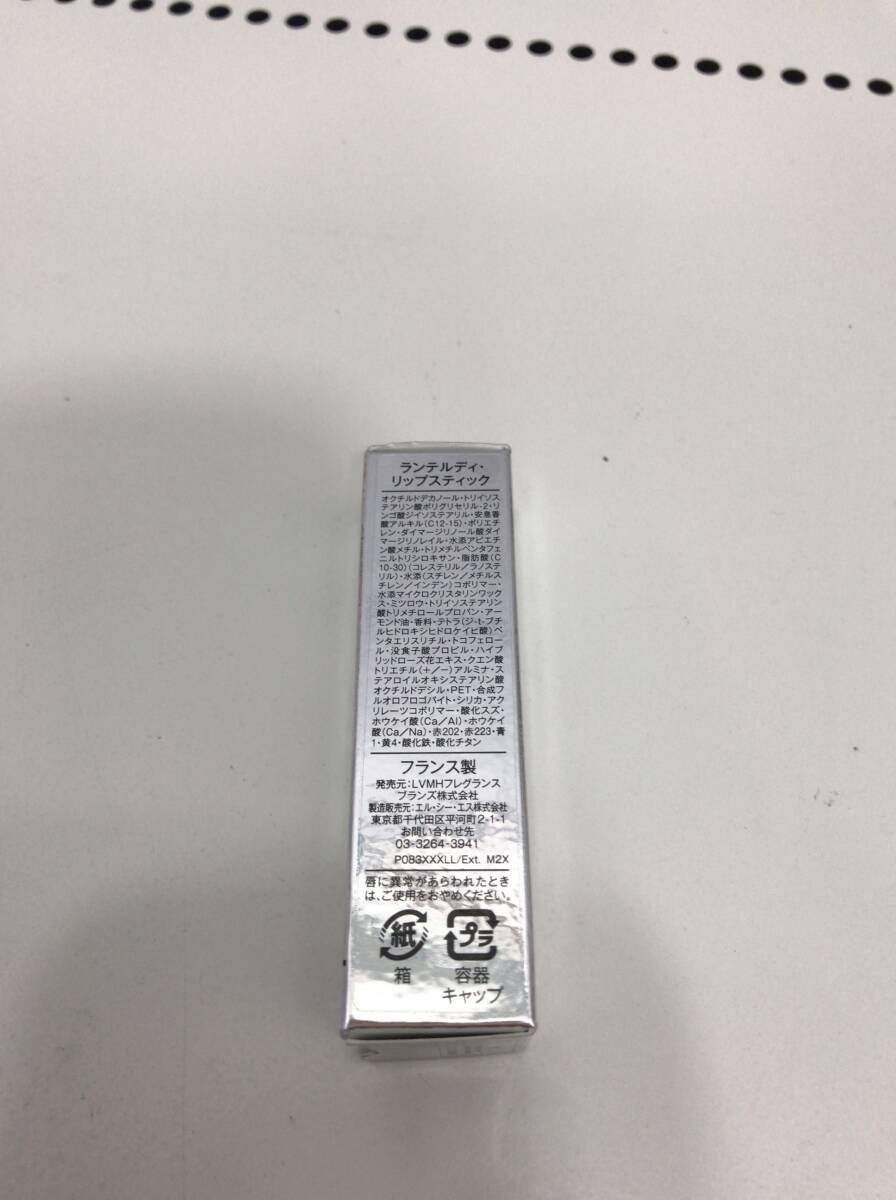 ランテルディ・
リップスティック
オクチルドデカノール・トリイソス
テアリン酸ポリグリセリル-2・リ
ンゴ酸ジイソステアリル・安息香
酸アルキル(C12-15)・ポリエチ
レン・ダイマージリノール酸ダイ
マージリノレイル・水添アビエチ
ン酸メチル・トリメチルペンタフェ
ニルトリシロキサン・脂肪酸(C
10-30)(コレステリル/ラノステ
リル)・水添(スチレン/メチルス
チレン/インデン)コポリマー・
水添マイクロクリスタリンワック
ス・ミツロウ・トリイソステアリン
酸トリメチロールプロパン・アー
モンド油・香料・テトラ(ジ-t-ブチ
ルヒドロキシヒドロケイヒ酸)ペ
ンタエリスリチル・トコフェロー
ル・没食子酸プロピル・ハイブ
リッドローズ花エキス・クエン酸
トリエチル(+/−)アルミナ・ス
テアロイルオキシステアリン酸
オクチルドデシル・PET・合成フ
ルオロフロゴパイト・シリカ・アク
リレーツコポリマー・酸化スズ・
ホウケイ酸(Ca/Al)・ホウケイ
酸(Ca/Na)・赤202・赤223・青
1・黄4・酸化鉄・酸化チタン
フランス製
発売元:LVMHフレグランス
ブランズ株式会社
製造販売元:エル・シー・エス株式会社
東京都千代田区平河町2-1-1
お問い合わせ先
03-3264-3941
P083XXXLL/Ext. M2X
唇に異常があらわれたとき
は、ご使用をおやめください。
紙 プラ
箱 容器
キャップ